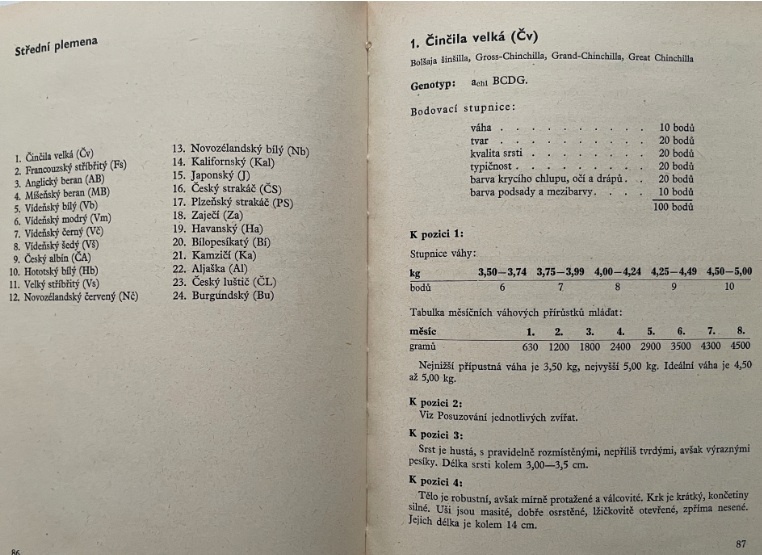 Střední plemena
1. Činčila velká (Čv)
2. Francouzský stříbřitý (Fs)
3. Anglický beran (AB)
4. Míšeňský beran (MB)
5. Vídeňský bílý (Vb)
6. Vídeňský modrý (Vm)
7. Vídeňský černý (Vč)
8. Vídeňský šedý (Vš)
9. Český albín (ČA)
10. Hototský bílý (Hb)
11. Velký stříbřitý (Vs)
12. Novozélandský červený (Nč)
13. Novozélandský bílý (Nb)
14. Kalifornský (Kal)
15. Japonský (J)
16. Český strakáč (ČS)
17. Plzeňský strakáč (PS)
18. Zaječí (Za)
19. Havanský (Ha)
20. Bílopesíkatý (Bí)
21. Kamzičí (Ka)
22. Aljaška (Al)
23. Český luštič (ČL)
24. Burgundský (Bu)
86
1. Činčila velká (Čv)
Bolšaja šinšilla, Gross-Chinchilla, Grand-Chinchilla, Great Chinchilla
Genotyp: achi BCDG.
Bodovací stupnice:
váha . . . . . . . . . . 10 bodů
tvar . . . . . . . . . . 20 bodů
kvalita srsti . . . . . . . . 20 bodů
typičnost . . . . . . . . . 20 bodů
barva krycího chlupu, očí a drápů . . 20 bodů
barva podsady a mezibarvy . . . . 10 bodů
100 bodů
K pozici 1:
Stupnice váhy:
kg 3,50—3,74 3,75—3,99 4,00—4,24 4,25—4,49 4,50—5,00
bodů 6 7 8 9 10
Tabulka měsíčních váhových přírůstků mláďat:
měsíc 1. 2. 3. 4. 5. 6. 7. 8.
gramů 630 1200 1800 2400 2900 3500 4300 4500
Nejnižší přípustná váha je 3,50 kg, nejvyšší 5,00 kg. Ideální váha je 4,50
až 5,00 kg.
K pozici 2:
Viz Posuzování jednotlivých zvířat.
K pozici 3:
Srst je hustá, s pravidelně rozmístěnými, nepříliš tvrdými, avšak výraznými
pesíky. Délka srsti kolem 3,00—3,5 cm.
K pozici 4:
Tělo je robustní, avšak mírně protažené a válcovité. Krk je krátký, končetiny
silné. Uši jsou masité, dobře osrstěné, lžičkovitě otevřené, zpříma nesené.
Jejich délka je kolem 14 cm.
87